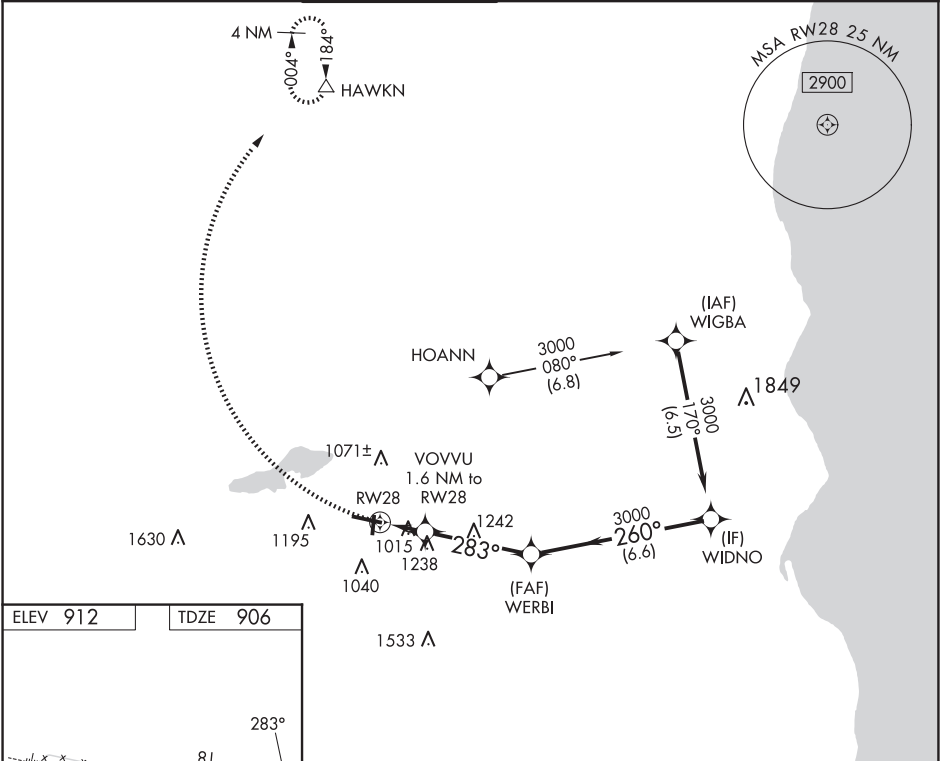 4 NM
004°
184°
HAWKN
MSA RW28 25 NM
2900
(IAF)
WIGBA
HOANN
3000
080°
(6.8)
1849
3000
170°
(6.5)
1071±
VOVVU
1.6 NM to
RW28
RW28
1630
1195
1015
1238
1242
283°
3000
260°
(6.6)
(IF)
WIDNO
1040
(FAF)
WERBI
1533
ELEV 912
TDZE 906
283°